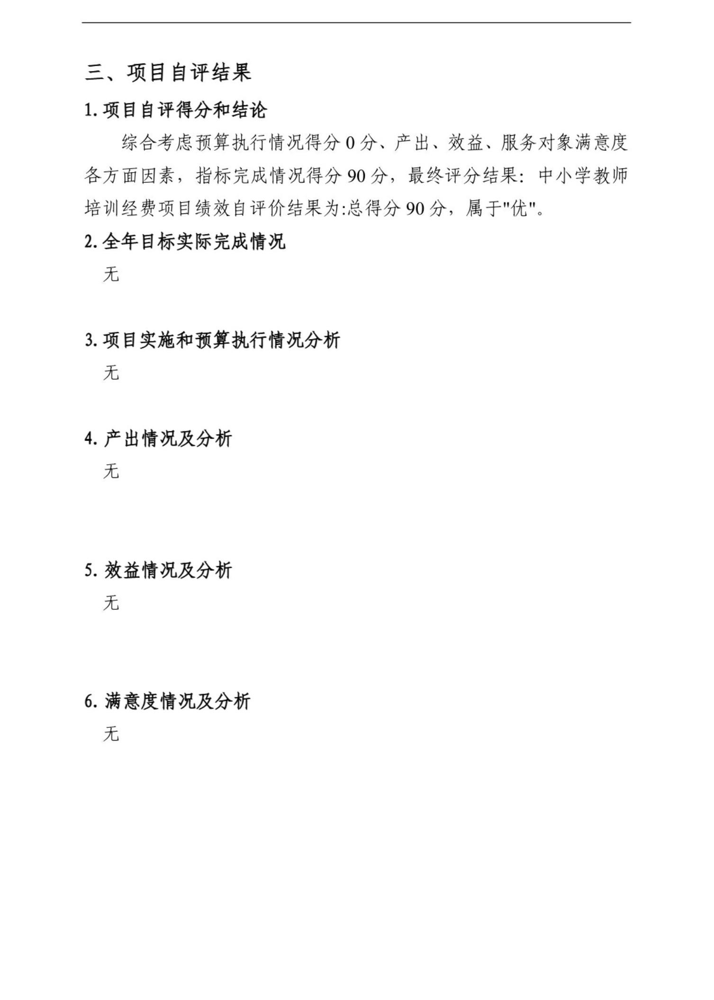 三、项目自评结果
1. 项目自评得分和结论
综合考虑预算执行情况得分 0 分、产出、效益、服务对象满意度
各方面因素，指标完成情况得分 90 分，最终评分结果：中小学教师
培训经费项目绩效自评价结果为:总得分 90 分，属于"优"。
2. 全年目标实际完成情况
无
3. 项目实施和预算执行情况分析
无
4. 产出情况及分析
无
5. 效益情况及分析
无
6. 满意度情况及分析
无